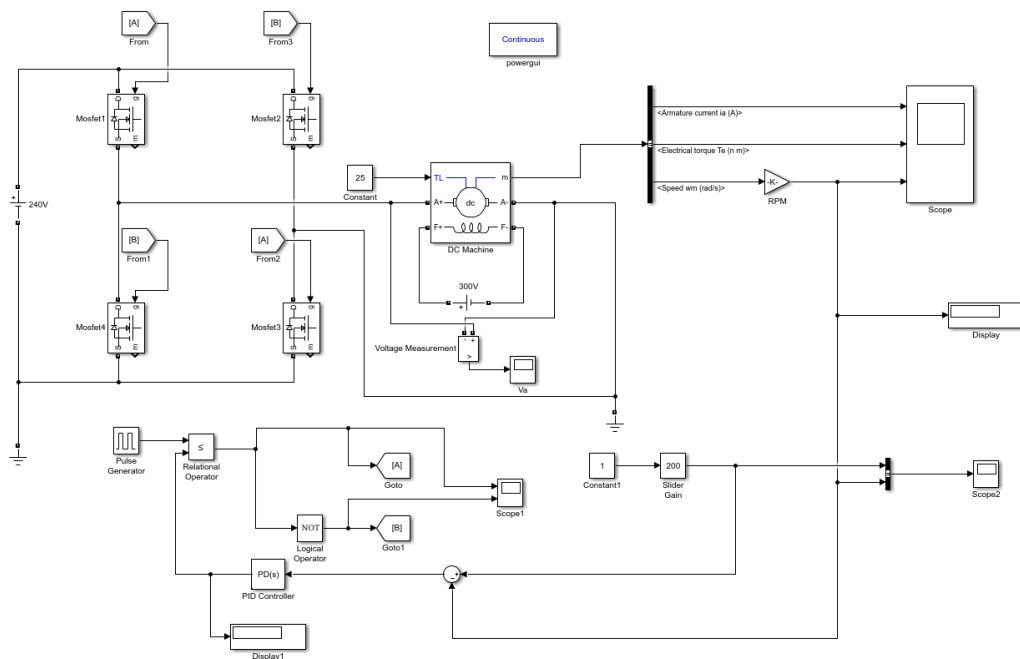 [A]
From
[B]
From3
Continuous
powergui
D
g
S
m
Mosfet1
D
g
S
m
Mosfet2
240V
25
Constant
TL
m
A+
dc
A-
F+
F-
DC Machine
<Armature current ia (A)>
<Electrical torque Te (n m)>
<Speed wm (rad/s)>
-K-
RPM
Scope
[B]
From1
[A]
From2
300V
+
D
g
S
m
Mosfet4
D
g
S
m
Mosfet3
Voltage Measurement
Va
Display
Pulse
Generator
≤
Relational
Operator
[A]
Goto
Scope1
NOT
Logical
Operator
[B]
Goto1
1
Constant1
200
Slider
Gain
Scope2
PD(s)
PID Controller
Display1